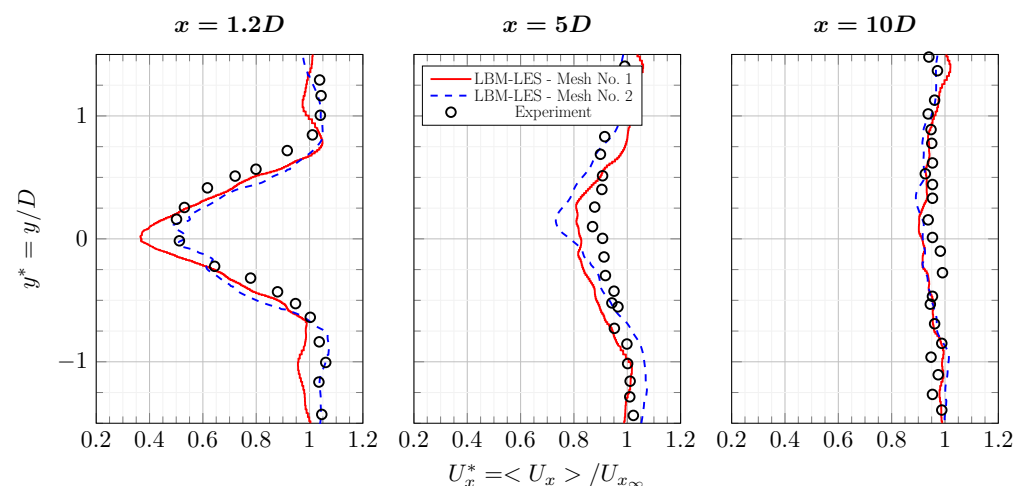 x = 1.2D
x = 5D
x = 10D
LBM-LES - Mesh No. 1
LBM-LES - Mesh No. 2
Experiment
1
0
−1
y* = y/D
0.2 0.4 0.6 0.8 1 1.2
0.2 0.4 0.6 0.8 1 1.2
0.2 0.4 0.6 0.8 1 1.2
U*x =< Ux > /Ux∞